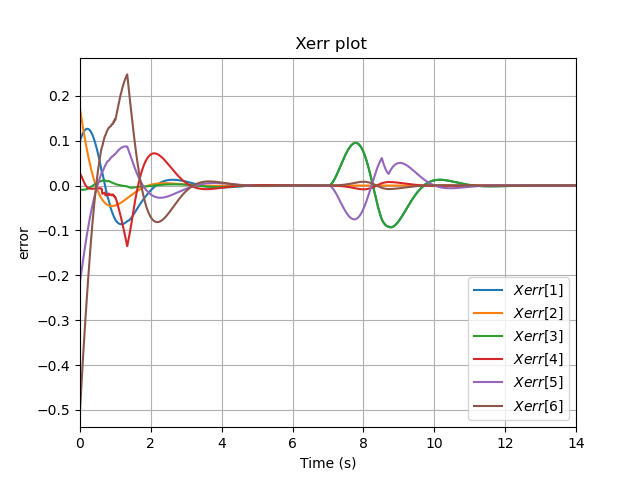 Xerr plot
0.2
0.1
0.0
−0.1
−0.2
−0.3
−0.4
−0.5
error
0 2 4 6 8 10 12 14
Time (s)
Xerr[1]
Xerr[2]
Xerr[3]
Xerr[4]
Xerr[5]
Xerr[6]